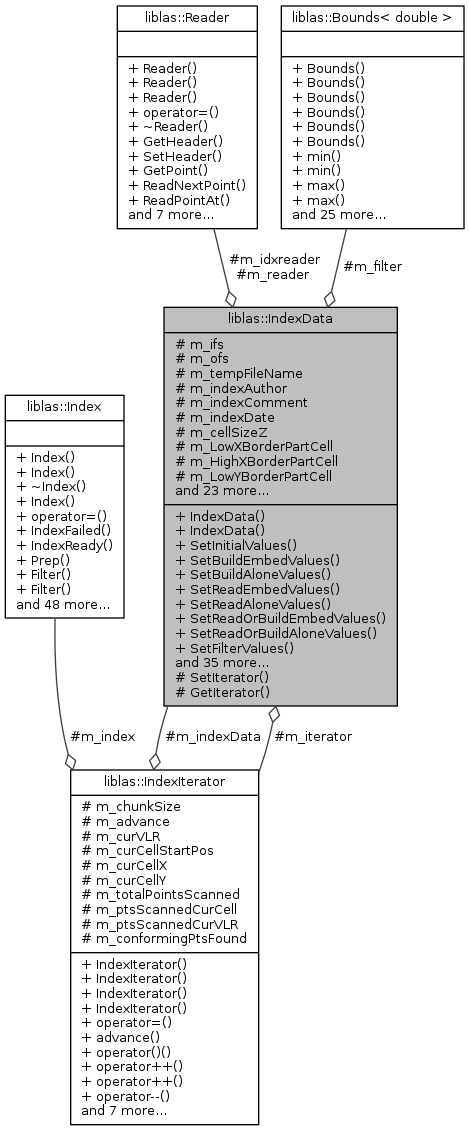 liblas::Reader
+ Reader()
+ Reader()
+ Reader()
+ operator=()
+ ~Reader()
+ GetHeader()
+ SetHeader()
+ GetPoint()
+ ReadNextPoint()
+ ReadPointAt()
and 7 more...
liblas::Bounds< double >
+ Bounds()
+ Bounds()
+ Bounds()
+ Bounds()
+ Bounds()
+ Bounds()
+ min()
+ min()
+ max()
+ max()
and 25 more...
#m_idxreader
#m_reader
#m_filter
liblas::IndexData
# m_ifs
# m_ofs
# m_tempFileName
# m_indexAuthor
# m_indexComment
# m_indexDate
# m_cellSizeZ
# m_LowXBorderPartCell
# m_HighXBorderPartCell
# m_LowYBorderPartCell
and 23 more...
+ IndexData()
+ IndexData()
+ SetInitialValues()
+ SetBuildEmbedValues()
+ SetBuildAloneValues()
+ SetReadEmbedValues()
+ SetReadAloneValues()
+ SetReadOrBuildEmbedValues()
+ SetReadOrBuildAloneValues()
+ SetFilterValues()
and 35 more...
# SetIterator()
# GetIterator()
liblas::Index
+ Index()
+ Index()
+ ~Index()
+ Index()
+ operator=()
+ IndexFailed()
+ IndexReady()
+ Prep()
+ Filter()
+ Filter()
and 48 more...
#m_index
#m_indexData
#m_iterator
liblas::IndexIterator
# m_chunkSize
# m_advance
# m_curVLR
# m_curCellStartPos
# m_curCellX
# m_curCellY
# m_totalPointsScanned
# m_ptsScannedCurCell
# m_ptsScannedCurVLR
# m_conformingPtsFound
+ IndexIterator()
+ IndexIterator()
+ IndexIterator()
+ IndexIterator()
+ operator=()
+ advance()
+ operator()()
+ operator++()
+ operator++()
+ operator--()
and 7 more...